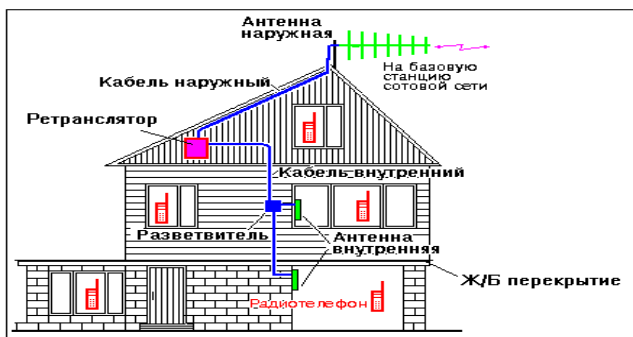 Антенна
наружная
На базовую
станцию
сотовой сети
Кабель наружный
Ретранслятор
Кабель внутренний
Разветвитель
Антенна
внутренняя
Ж/Б перекрытие
Радиотелефон